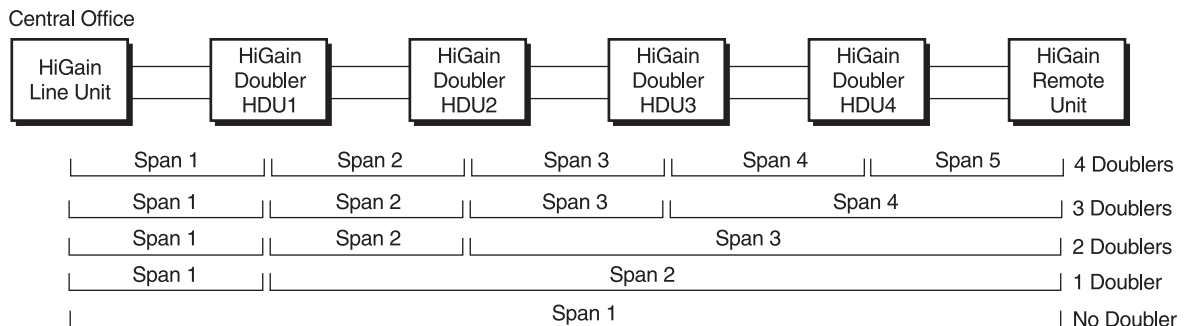 Central Office
HiGain
Line Unit
HiGain
Doubler
HDU1
HiGain
Doubler
HDU2
HiGain
Doubler
HDU3
HiGain
Doubler
HDU4
HiGain
Remote
Unit
Span 1 Span 2 Span 3 Span 4 Span 5 4 Doublers
Span 1 Span 2 Span 3 Span 4 3 Doublers
Span 1 Span 2 Span 3 2 Doublers
Span 1 Span 2 1 Doubler
Span 1 No Doubler